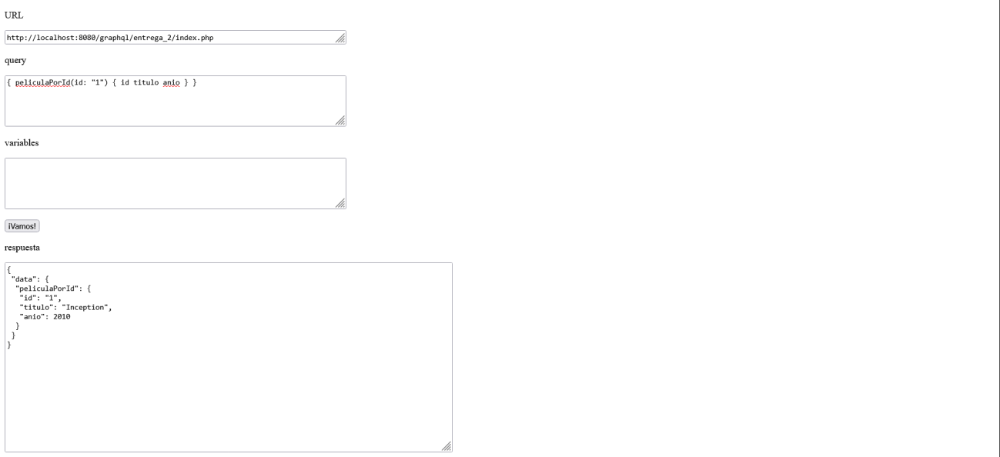 URL
http://localhost:8080/graphql/entrega_2/index.php
query
{ peliculaPorId(id: "1") { id titulo anio } }
variables
¡Vamos!
respuesta
{
 "data": {
  "peliculaPorId": {
   "id": "1",
   "titulo": "Inception",
   "anio": 2010
  }
 }
}